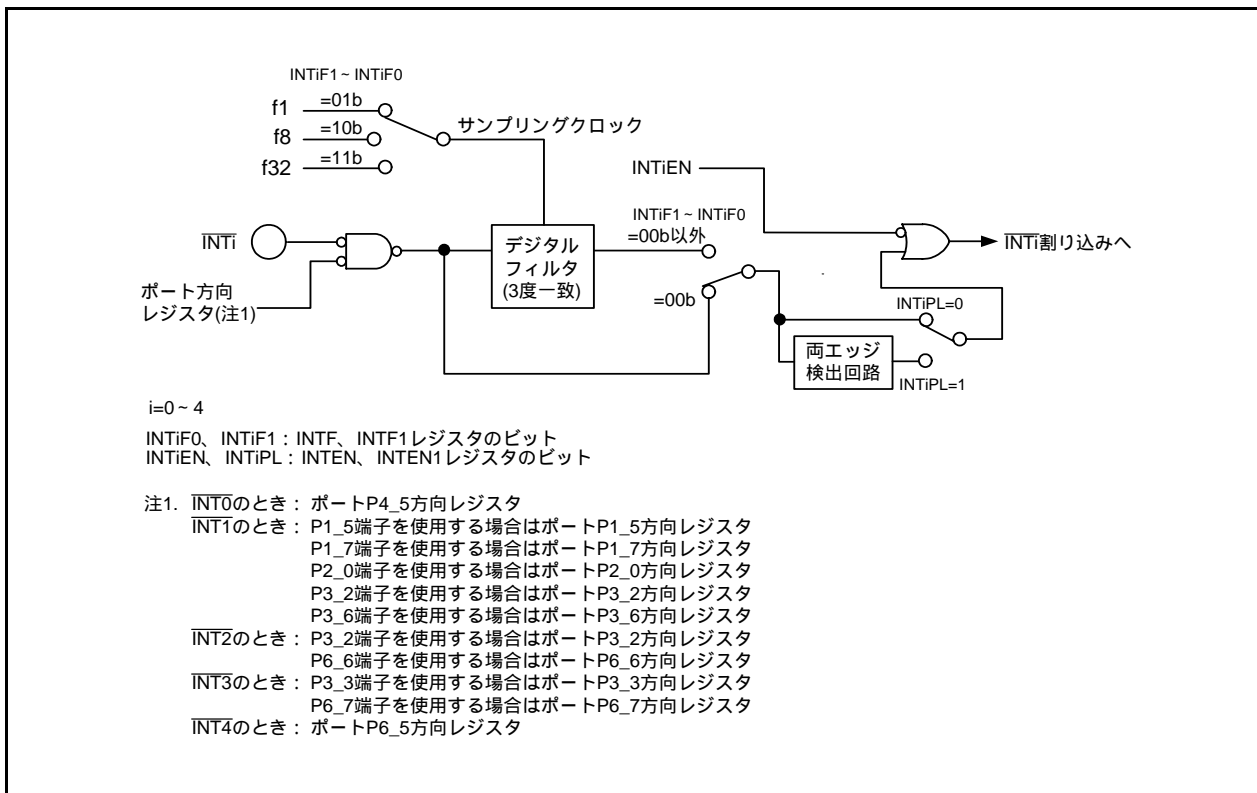 INTiF1～INTiF0
f1
=01b
f8
=10b
f32
=11b
サンプリングクロック
INTiEN
INTi
ポート方向
レジスタ(注1)
デジタル
フィルタ
(3度一致)
INTiF1～INTiF0
=00b以外
=00b
INTi割り込みへ
INTiPL=0
両エッジ
検出回路
INTiPL=1
i=0～4
INTiF0、INTiF1：INTF、INTF1レジスタのビット
INTiEN、INTiPL：INTEN、INTEN1レジスタのビット
注1. INT0のとき：ポートP4_5方向レジスタ
INT1のとき：P1_5端子を使用する場合はポートP1_5方向レジスタ
P1_7端子を使用する場合はポートP1_7方向レジスタ
P2_0端子を使用する場合はポートP2_0方向レジスタ
P3_2端子を使用する場合はポートP3_2方向レジスタ
P3_6端子を使用する場合はポートP3_6方向レジスタ
INT2のとき：P3_2端子を使用する場合はポートP3_2方向レジスタ
P6_6端子を使用する場合はポートP6_6方向レジスタ
INT3のとき：P3_3端子を使用する場合はポートP3_3方向レジスタ
P6_7端子を使用する場合はポートP6_7方向レジスタ
INT4のとき：ポートP6_5方向レジスタ